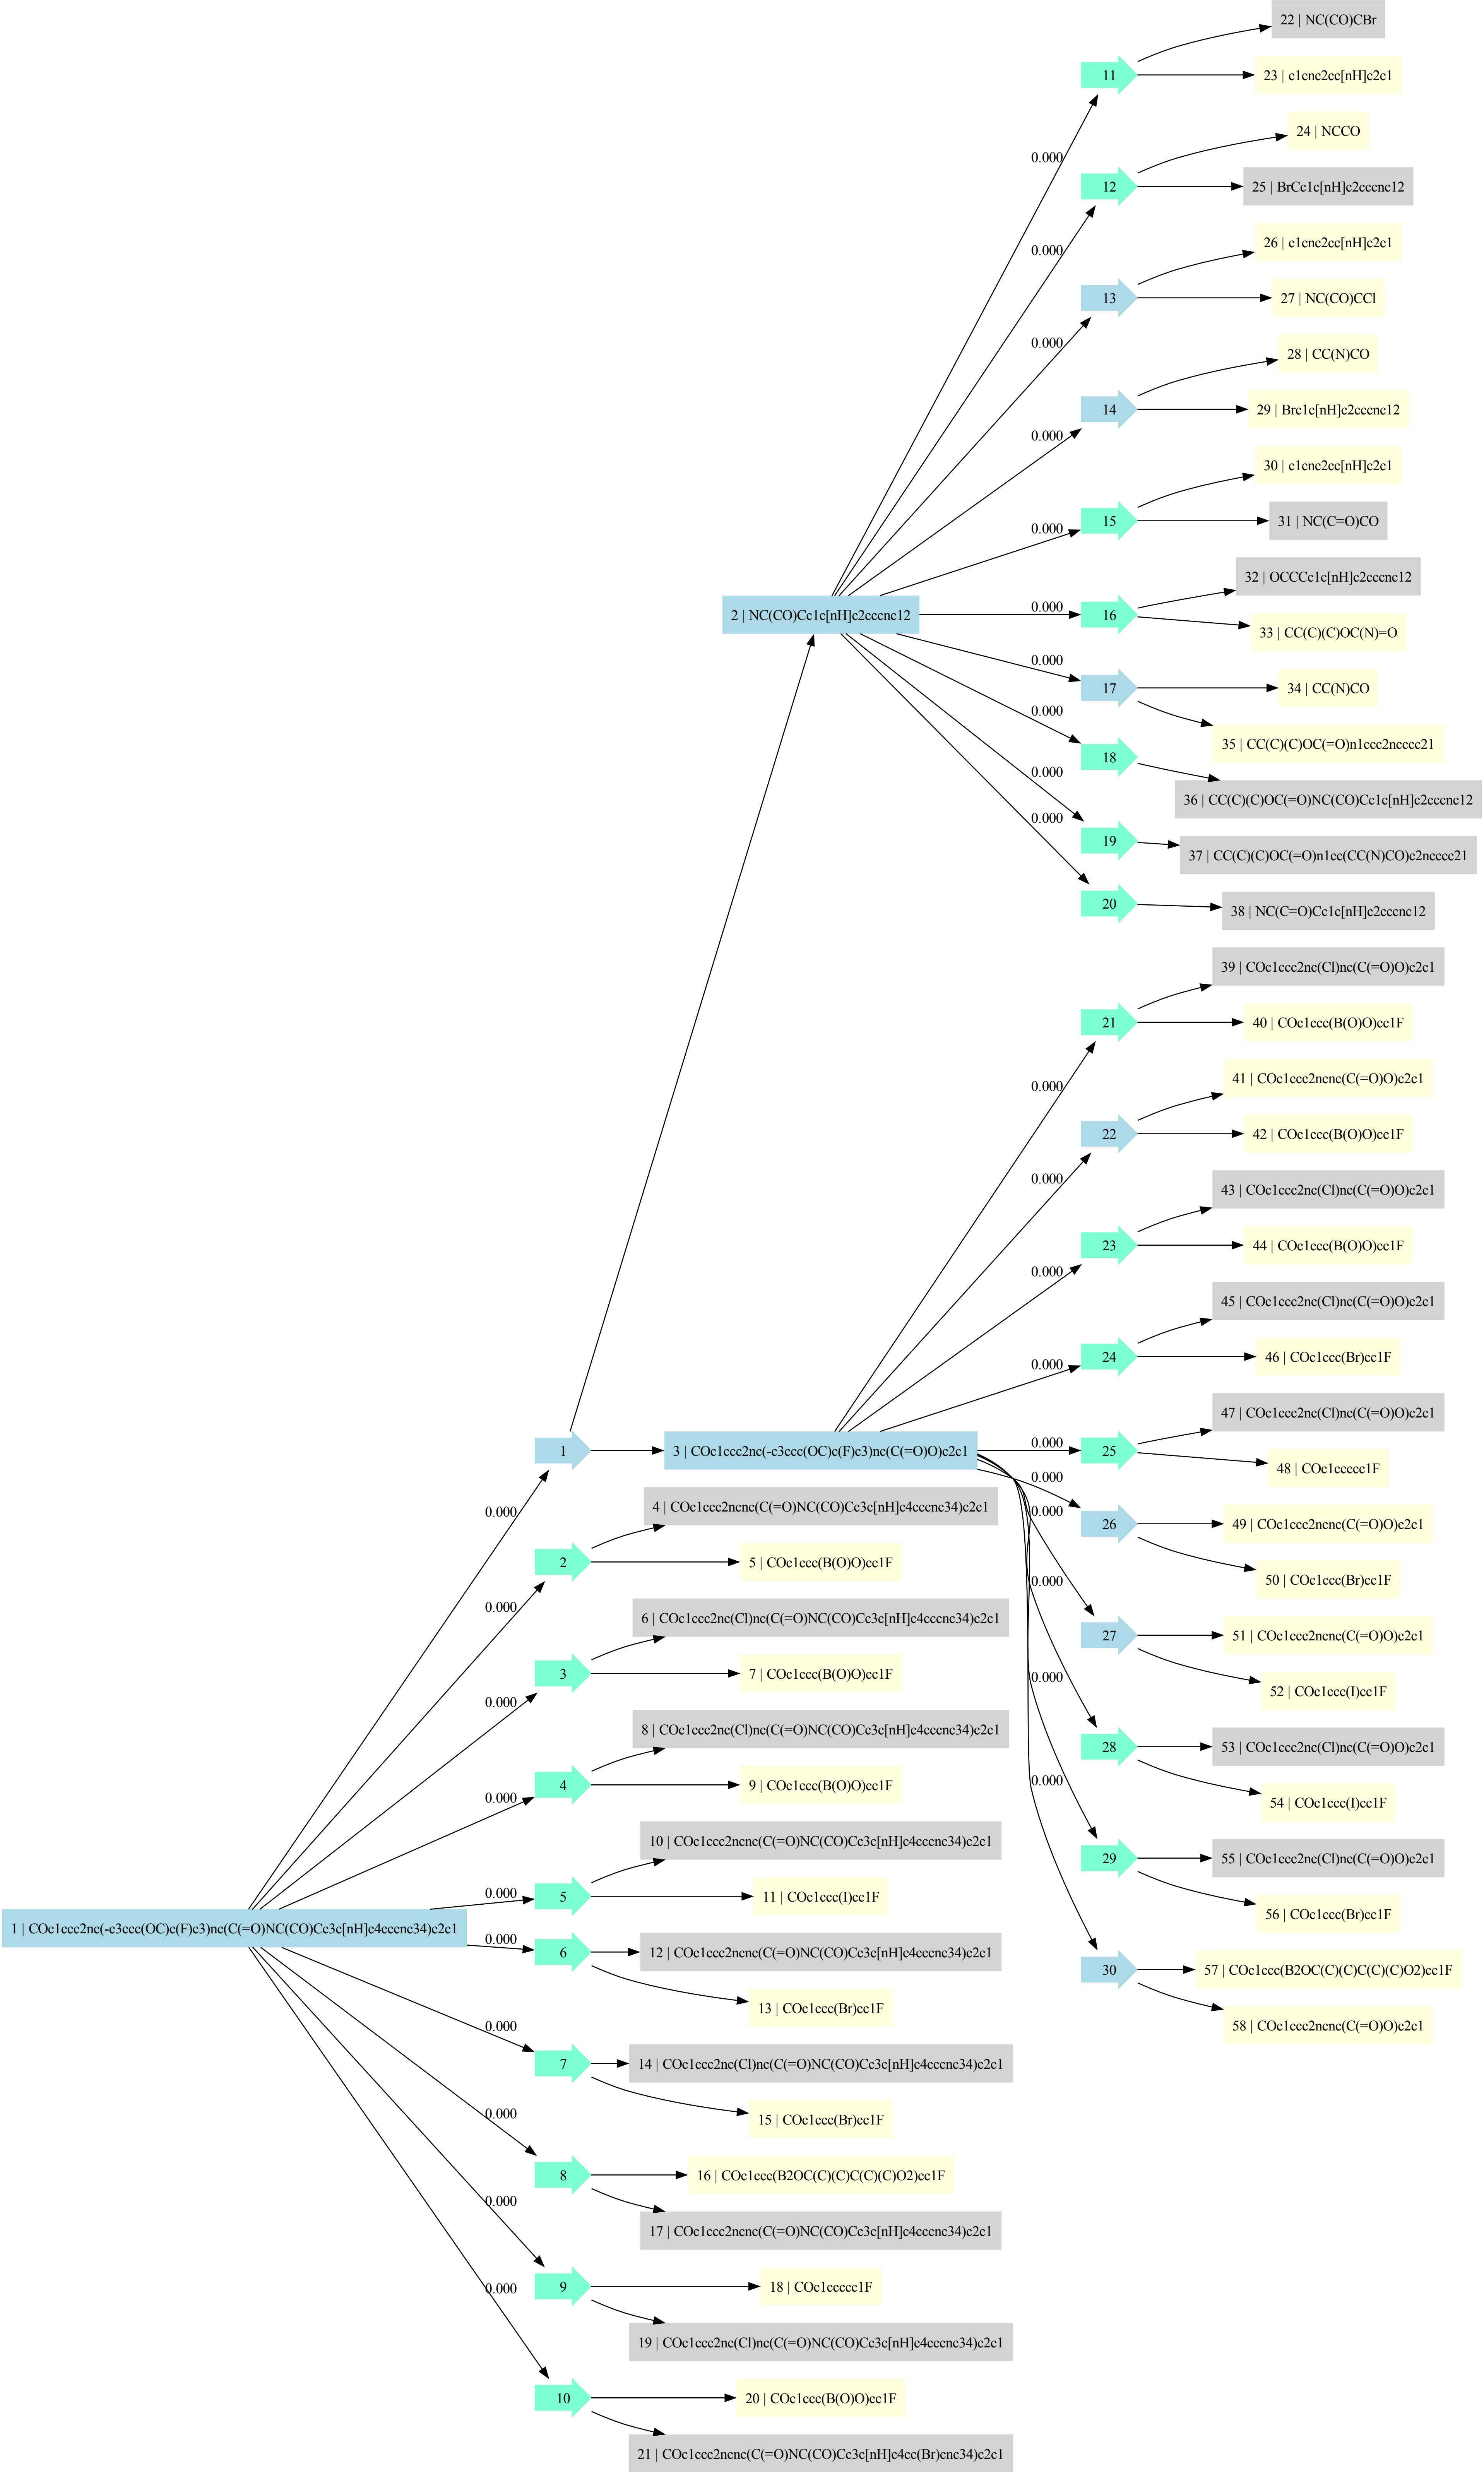 22 | NC(CO)CBr
11
23 | c1cnc2cc[nH]c2c1
24 | NCCO
0.000
12
25 | BrCc1c[nH]c2cccnc12
26 | c1cnc2cc[nH]c2c1
0.000
13
27 | NC(CO)CCl
0.000
28 | CC(N)CO
14
29 | Brc1c[nH]c2cccnc12
0.000
30 | c1cnc2cc[nH]c2c1
15
31 | NC(C=O)CO
0.000
32 | OCCCc1c[nH]c2cccnc12
0.000
16
2 | NC(CO)Cc1c[nH]c2cccnc12
33 | CC(C)(C)OC(N)=O
0.000
17
34 | CC(N)CO
0.000
35 | CC(C)(C)OC(=O)n1ccc2ncccc21
18
0.000
36 | CC(C)(C)OC(=O)NC(CO)Cc1c[nH]c2cccnc12
0.000
19
37 | CC(C)(C)OC(=O)n1cc(CC(N)CO)c2ncccc21
20
38 | NC(C=O)Cc1c[nH]c2cccnc12
39 | COc1ccc2nc(Cl)nc(C(=O)O)c2c1
21
40 | COc1ccc(B(O)O)cc1F
0.000
41 | COc1ccc2ncnc(C(=O)O)c2c1
22
42 | COc1ccc(B(O)O)cc1F
0.000
43 | COc1ccc2nc(Cl)nc(C(=O)O)c2c1
23
44 | COc1ccc(B(O)O)cc1F
0.000
45 | COc1ccc2nc(Cl)nc(C(=O)O)c2c1
24
46 | COc1ccc(Br)cc1F
0.000
47 | COc1ccc2nc(Cl)nc(C(=O)O)c2c1
1
3 | COc1ccc2nc(-c3ccc(OC)c(F)c3)nc(C(=O)O)c2c1
0.000
25
48 | COc1ccccc1F
0.000
4 | COc1ccc2ncnc(C(=O)NC(CO)Cc3c[nH]c4cccnc34)c2c1
0.000
0.000
26
49 | COc1ccc2ncnc(C(=O)O)c2c1
2
5 | COc1ccc(B(O)O)cc1F
0.000
50 | COc1ccc(Br)cc1F
0.000
6 | COc1ccc2nc(Cl)nc(C(=O)NC(CO)Cc3c[nH]c4cccnc34)c2c1
27
51 | COc1ccc2ncnc(C(=O)O)c2c1
3
7 | COc1ccc(B(O)O)cc1F
0.000
52 | COc1ccc(I)cc1F
0.000
8 | COc1ccc2nc(Cl)nc(C(=O)NC(CO)Cc3c[nH]c4cccnc34)c2c1
28
53 | COc1ccc2nc(Cl)nc(C(=O)O)c2c1
0.000
4
9 | COc1ccc(B(O)O)cc1F
0.000
54 | COc1ccc(I)cc1F
10 | COc1ccc2ncnc(C(=O)NC(CO)Cc3c[nH]c4cccnc34)c2c1
29
55 | COc1ccc2nc(Cl)nc(C(=O)O)c2c1
0.000
5
11 | COc1ccc(I)cc1F
56 | COc1ccc(Br)cc1F
1 | COc1ccc2nc(-c3ccc(OC)c(F)c3)nc(C(=O)NC(CO)Cc3c[nH]c4cccnc34)c2c1
0.000
6
12 | COc1ccc2ncnc(C(=O)NC(CO)Cc3c[nH]c4cccnc34)c2c1
30
57 | COc1ccc(B2OC(C)(C)C(C)(C)O2)cc1F
13 | COc1ccc(Br)cc1F
58 | COc1ccc2ncnc(C(=O)O)c2c1
0.000
7
14 | COc1ccc2nc(Cl)nc(C(=O)NC(CO)Cc3c[nH]c4cccnc34)c2c1
0.000
15 | COc1ccc(Br)cc1F
8
16 | COc1ccc(B2OC(C)(C)C(C)(C)O2)cc1F
0.000
17 | COc1ccc2ncnc(C(=O)NC(CO)Cc3c[nH]c4cccnc34)c2c1
0.000
9
18 | COc1ccccc1F
19 | COc1ccc2nc(Cl)nc(C(=O)NC(CO)Cc3c[nH]c4cccnc34)c2c1
10
20 | COc1ccc(B(O)O)cc1F
21 | COc1ccc2ncnc(C(=O)NC(CO)Cc3c[nH]c4cc(Br)cnc34)c2c1